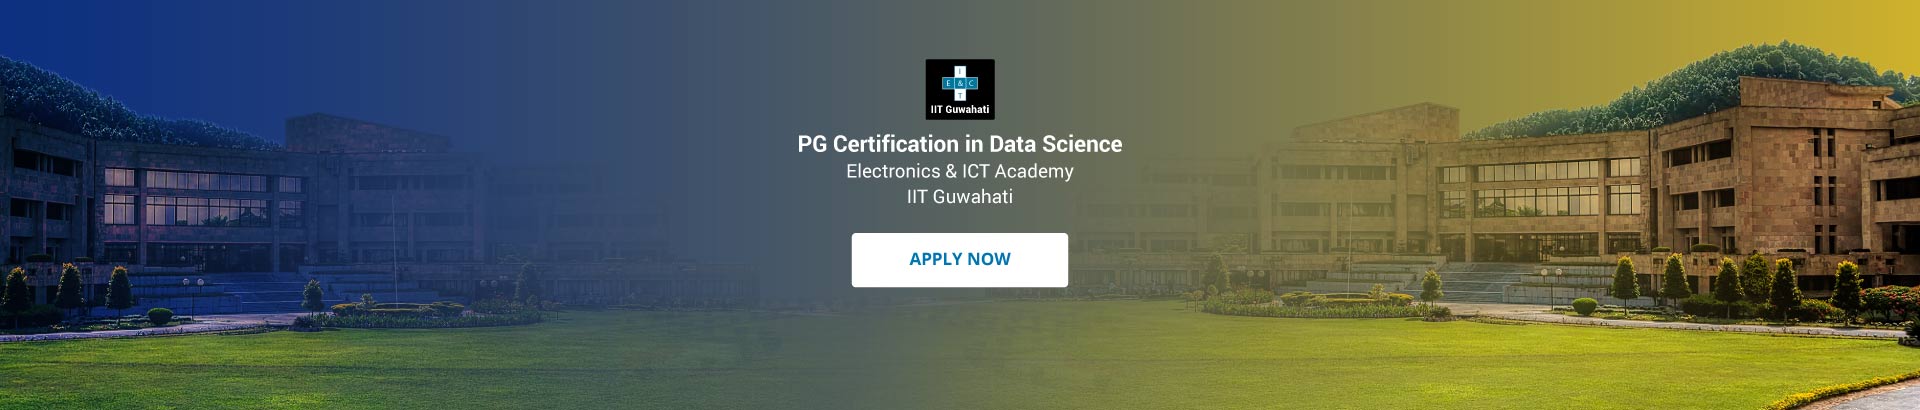 I
E & C
T
IIT Guwahati
PG Certification in Data Science
Electronics & ICT Academy
IIT Guwahati
APPLY NOW